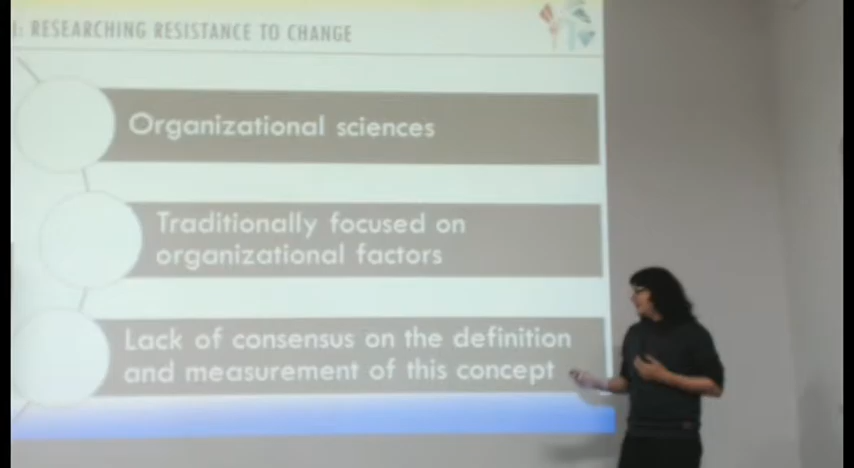 I: RESEARCHING RESISTANCE TO CHANGE
Organizational sciences
Traditionally focused on
organizational factors
Lack of consensus on the definition
and measurement of this concept